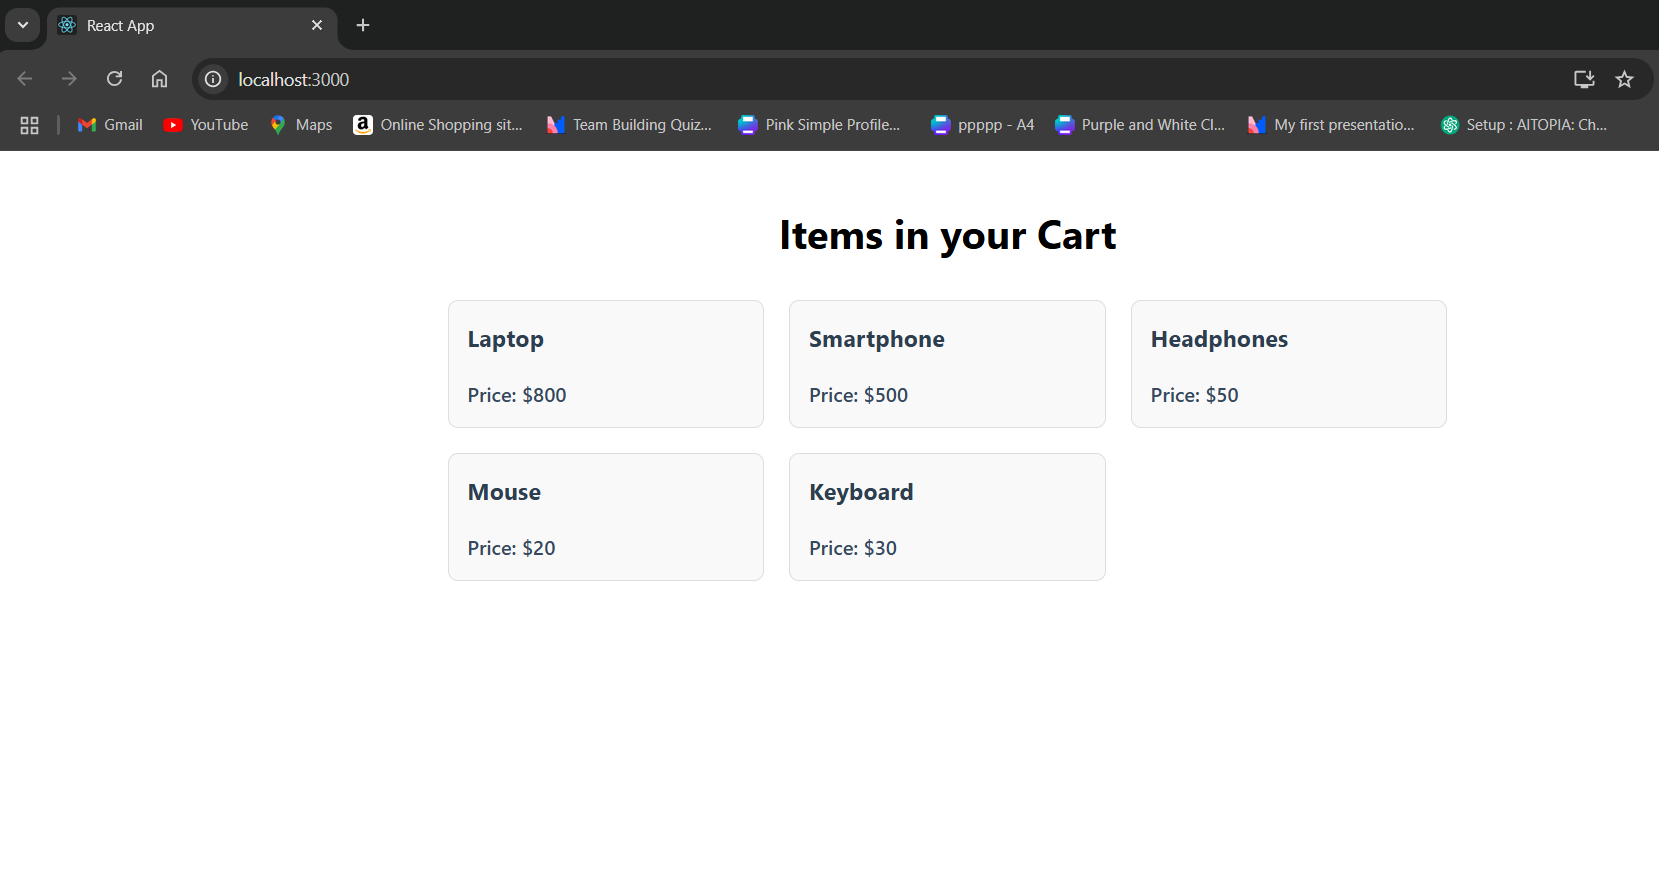 React App
localhost:3000
Gmail YouTube Maps Online Shopping sit... Team Building Quiz... Pink Simple Profile... ppppp - A4 Purple and White Cl... My first presentatio... Setup : AITOPIA: Ch...
Items in your Cart
Laptop Smartphone Headphones
Price: $800 Price: $500 Price: $50
Mouse Keyboard
Price: $20 Price: $30